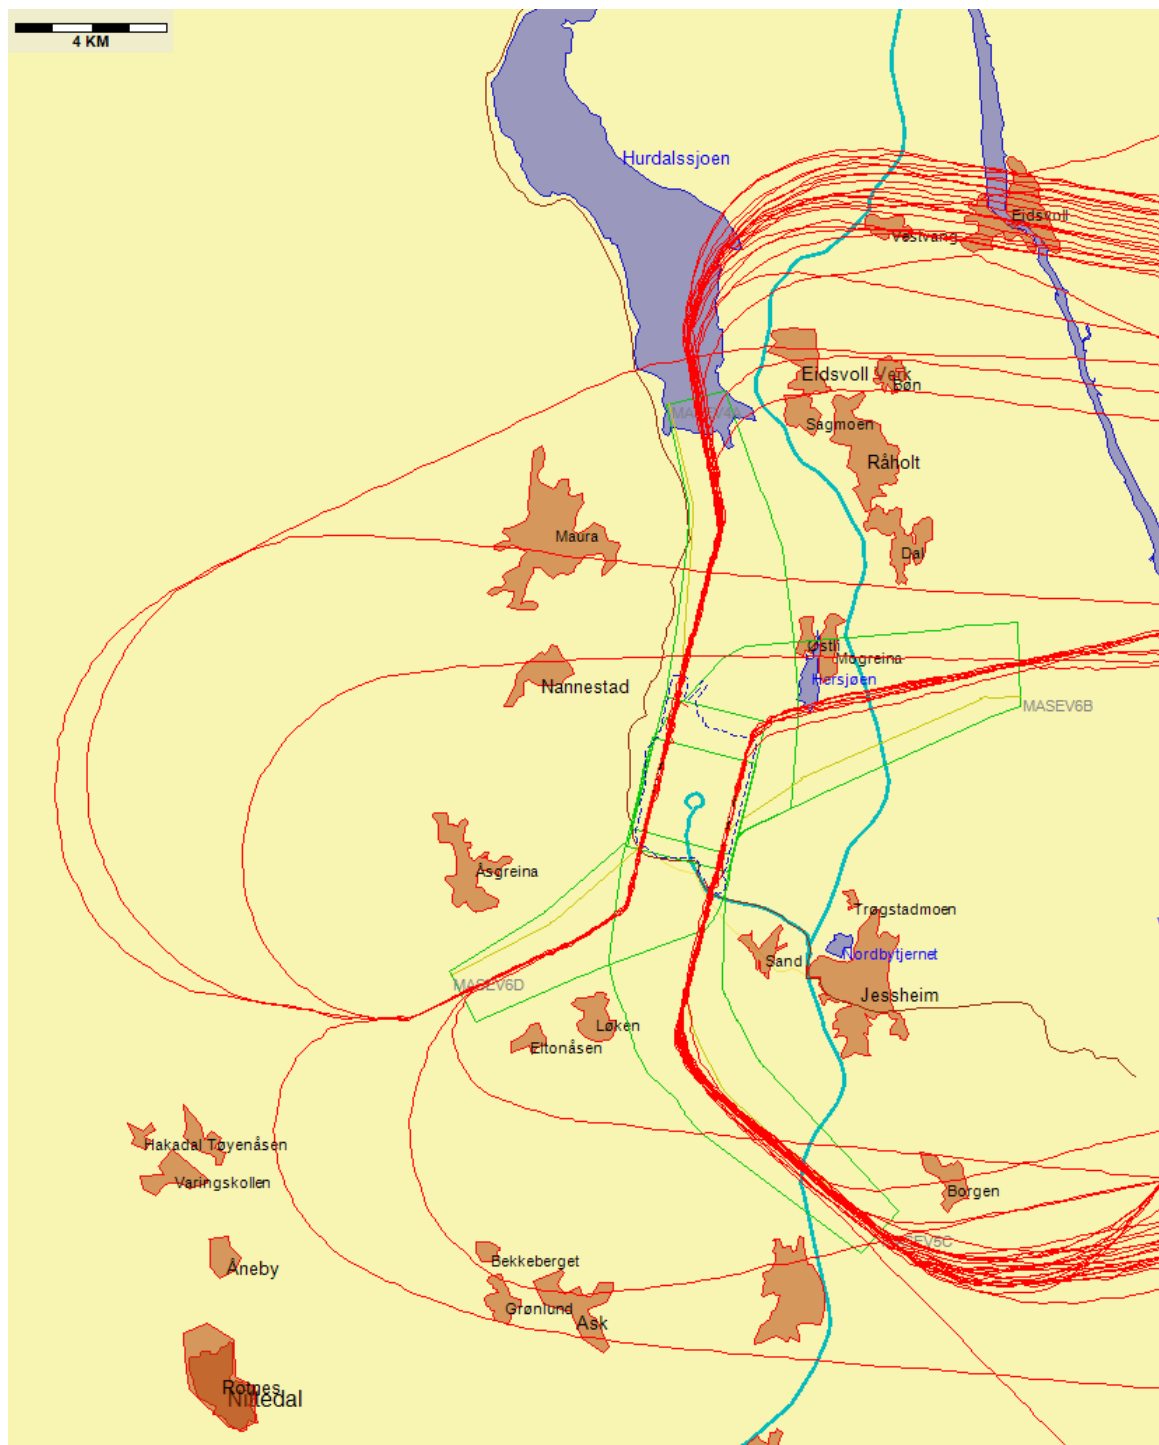 4 KM
Hurdalssjoen
Eidsvoll
Vestvang
Eidsvoll Verk
Bøn
MASEV4A
Sagmoen
Råholt
Maura
Dal
Østli
Mogreina
Nannestad
Hersjøen
MASEV6B
Åsgreina
Trøgstadmoen
Sand
Nordbytjernet
MASEV6D
Jessheim
Løken
Eltonåsen
Hakadal Tøyenåsen
Varingskollen
Borgen
Bekkeberget
Åneby
Grønlund
Ask
Rotnes
Nittedal